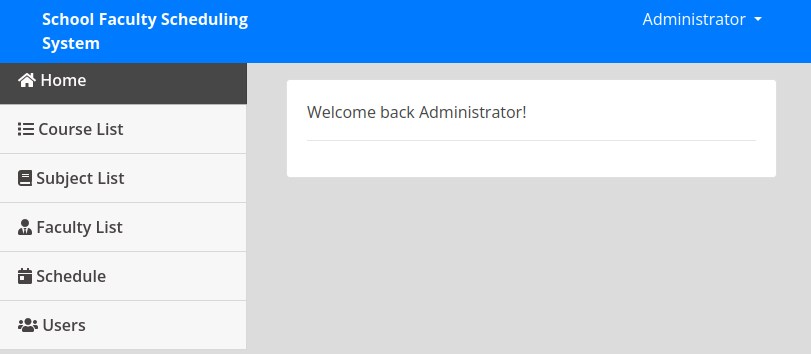 School Faculty Scheduling
System
Administrator
Home
Course List
Subject List
Faculty List
Schedule
Users
Welcome back Administrator!